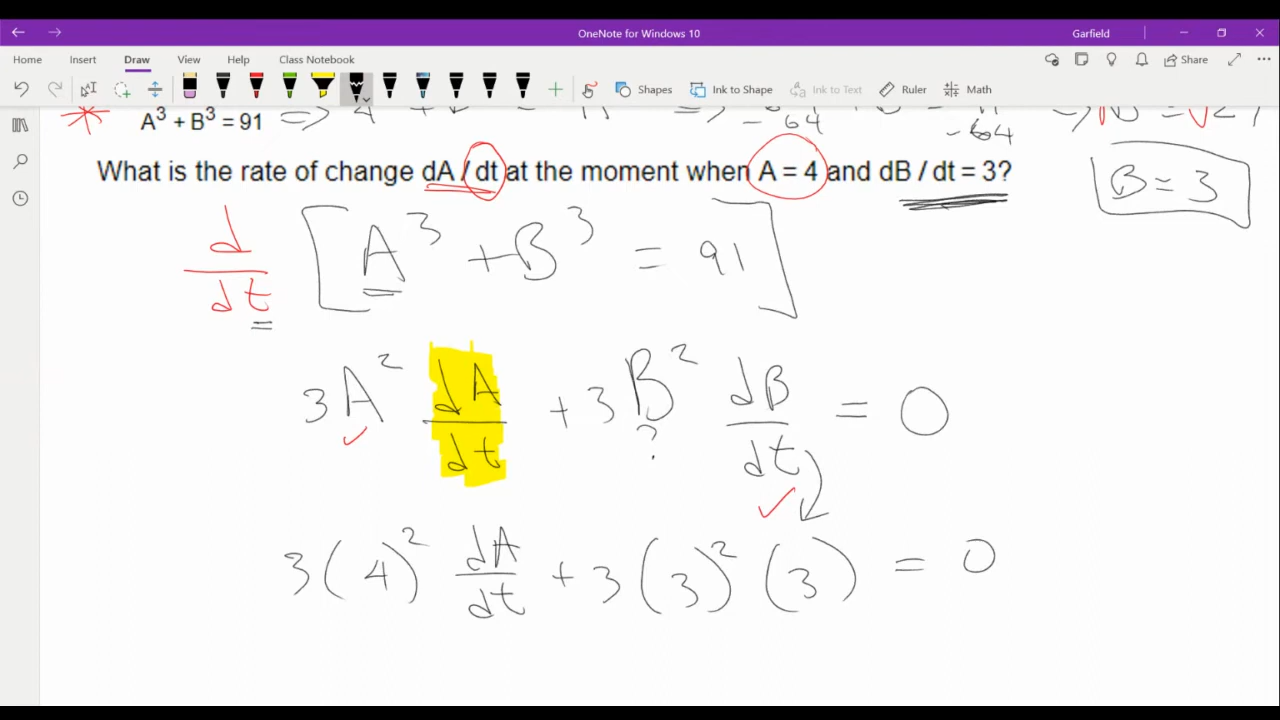 OneNote for Windows 10
Garfield
Home Insert Draw View Help Class Notebook
Share
Shapes Ink to Shape Ink to Text Ruler Math
A³ + B³ = 91 =>
-64 -64
What is the rate of change dA / dt at the moment when A = 4 and dB / dt = 3?
B = 3
d/dt [A³ + B³ = 91]
3A² dA/dt + 3B² dB/dt = 0
?
3(4)² dA/dt + 3(3)²(3) = 0